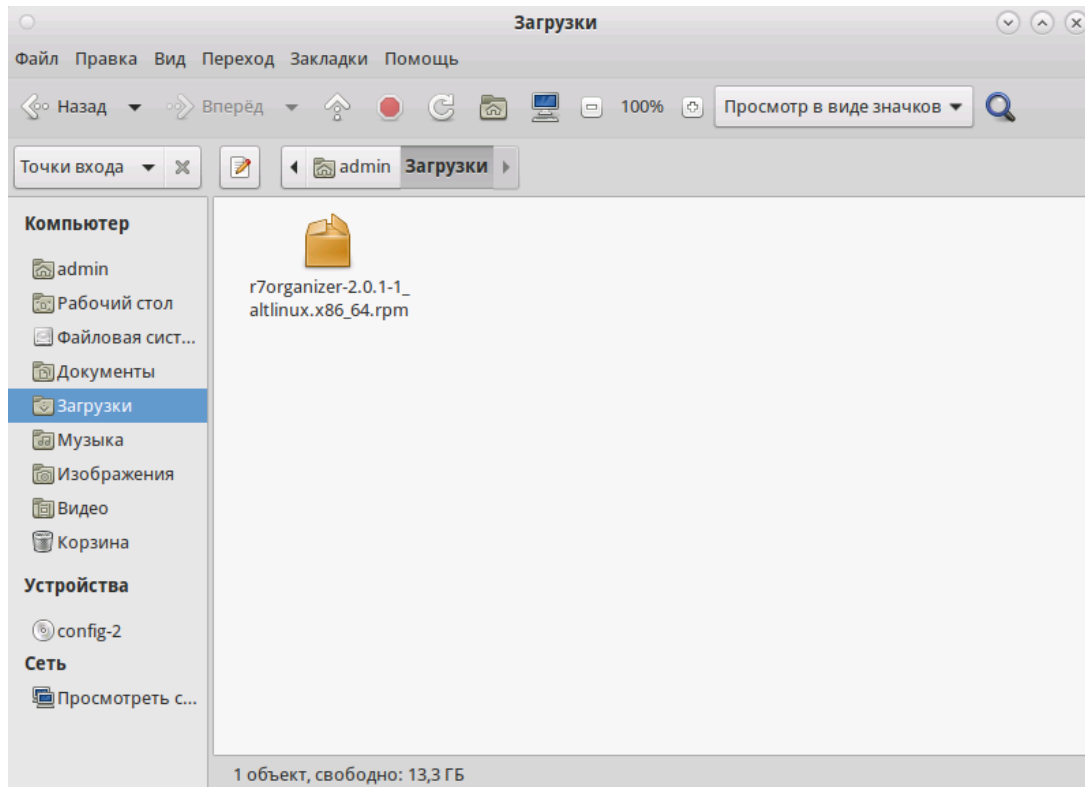 Загрузки
Файл Правка Вид Переход Закладки Помощь
Назад Вперёд 100% Просмотр в виде значков
Точки входа admin Загрузки
Компьютер
admin
Рабочий стол
Файловая сист...
Документы
Загрузки
Музыка
Изображения
Видео
Корзина
Устройства
config-2
Сеть
Просмотреть с...
r7organizer-2.0.1-1_
altlinux.x86_64.rpm
1 объект, свободно: 13,3 ГБ